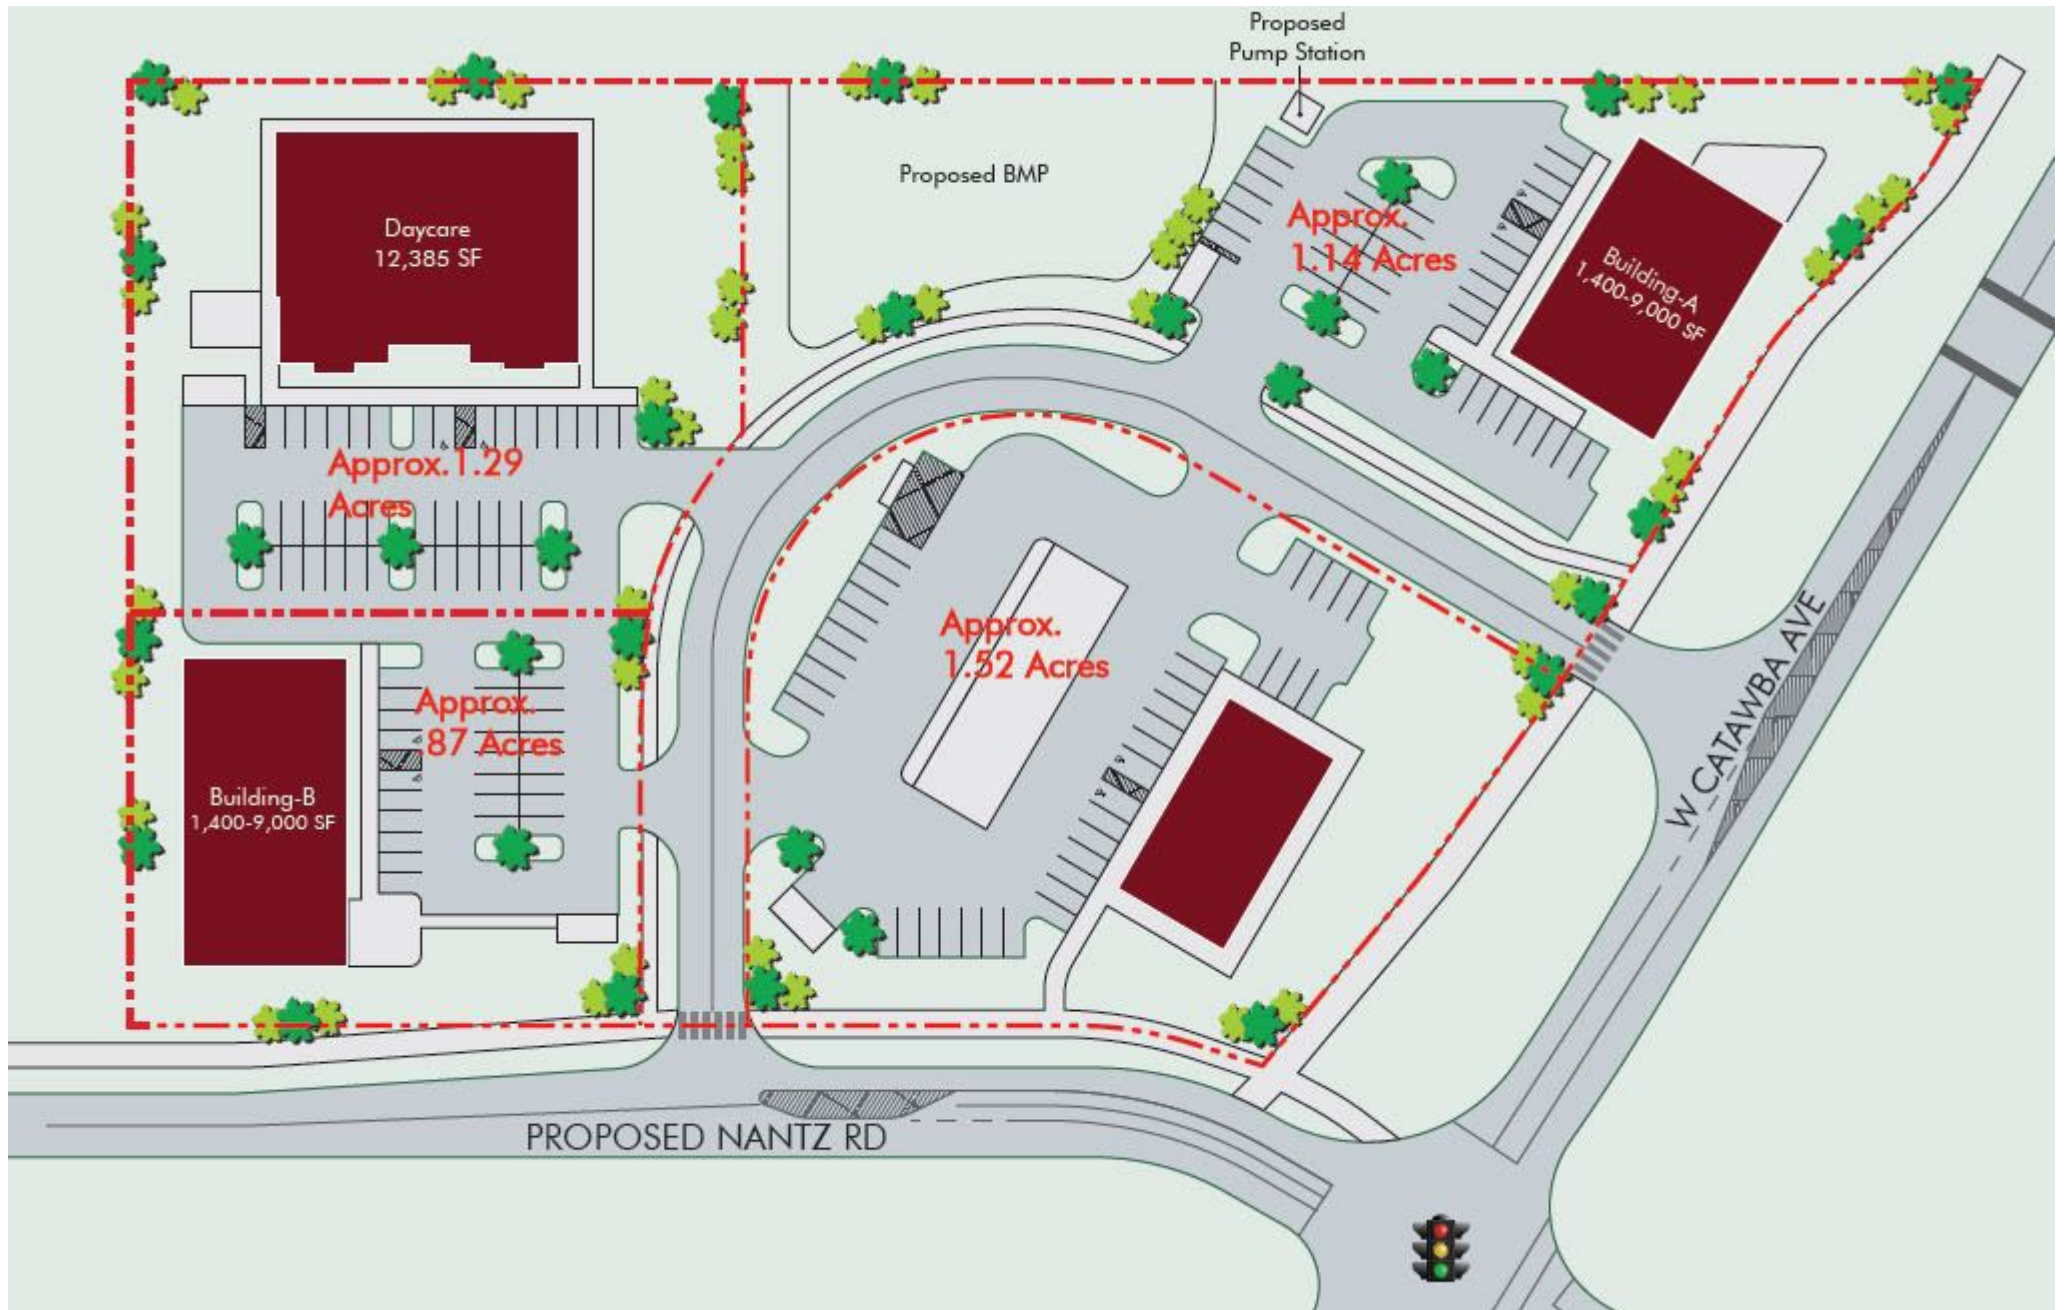 Proposed
Pump Station
Proposed BMP
Daycare
12,385 SF
Approx.
1.14 Acres
Building-A
1,400-9,000 SF
Approx.1.29
Acres
Approx.
1.52 Acres
Approx.
.87 Acres
Building-B
1,400-9,000 SF
W CATAWBA AVE
PROPOSED NANTZ RD